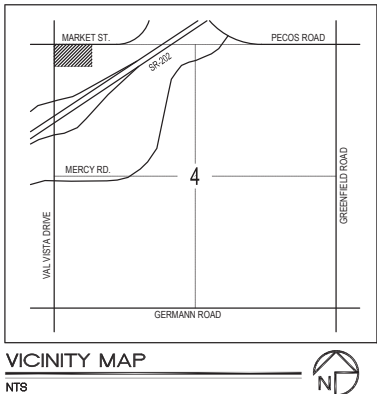 MARKET ST.
PECOS ROAD
SR-202
MERCY RD.
4
VAL VISTA DRIVE
GREENFIELD ROAD
GERMANN ROAD
VICINITY MAP
NTS
N